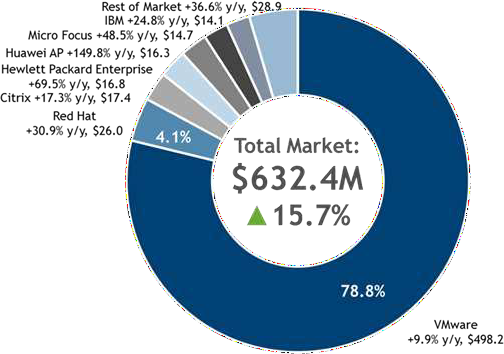 Rest of Market +36.6% y/y, $28.9
IBM +24.8% y/y, $14.1
Micro Focus +48.5% y/y, $14.7
Huawei AP +149.8% y/y, $16.3
Hewlett Packard Enterprise
+69.5% y/y, $16.8
Citrix +17.3% y/y, $17.4
Red Hat
+30.9% y/y, $26.0
4.1%
Total Market:
$632.4M
▲15.7%
78.8%
VMware
+9.9% y/y, $498.2